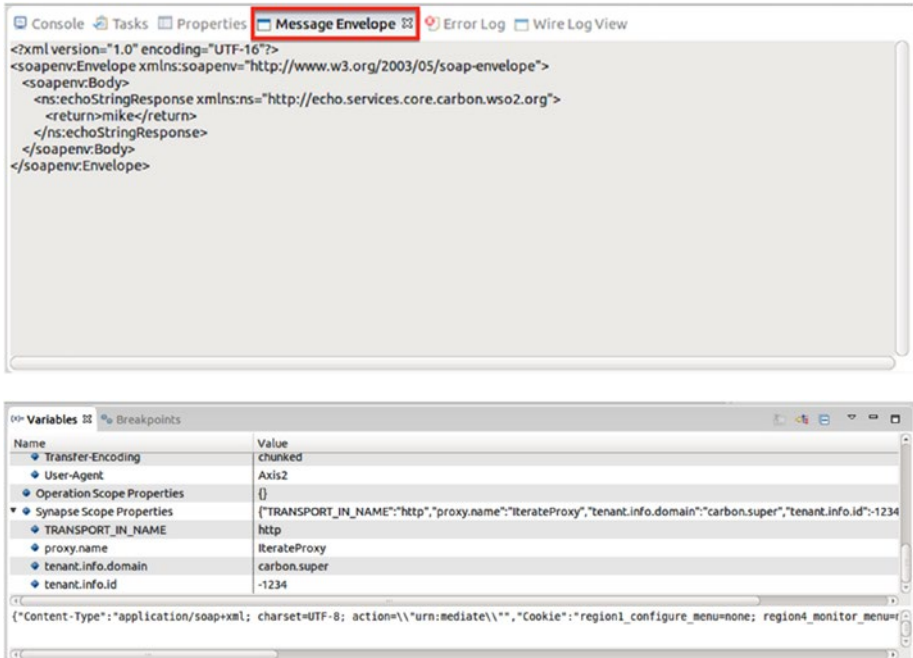 Console Tasks Properties Message Envelope Error Log Wire Log View
<?xml version="1.0" encoding="UTF-16"?>
<soapenv:Envelope xmlns:soapenv="http://www.w3.org/2003/05/soap-envelope">
<soapenv:Body>
<ns:echoStringResponse xmlns:ns="http://echo.services.core.carbon.wso2.org">
<return>mike</return>
</ns:echoStringResponse>
</soapenv:Body>
</soapenv:Envelope>
(x)= Variables Breakpoints
Name Value
Transfer-Encoding chunked
User-Agent Axis2
Operation Scope Properties {}
Synapse Scope Properties {"TRANSPORT_IN_NAME":"http","proxy.name":"IterateProxy","tenant.info.domain":"carbon.super","tenant.info.id":-1234
TRANSPORT_IN_NAME http
proxy.name IterateProxy
tenant.info.domain carbon.super
tenant.info.id -1234
{"Content-Type":"application/soap+xml; charset=UTF-8; action=\\"urn:mediate\\"","Cookie":"region1_configure_menu=none; region4_monitor_menu=